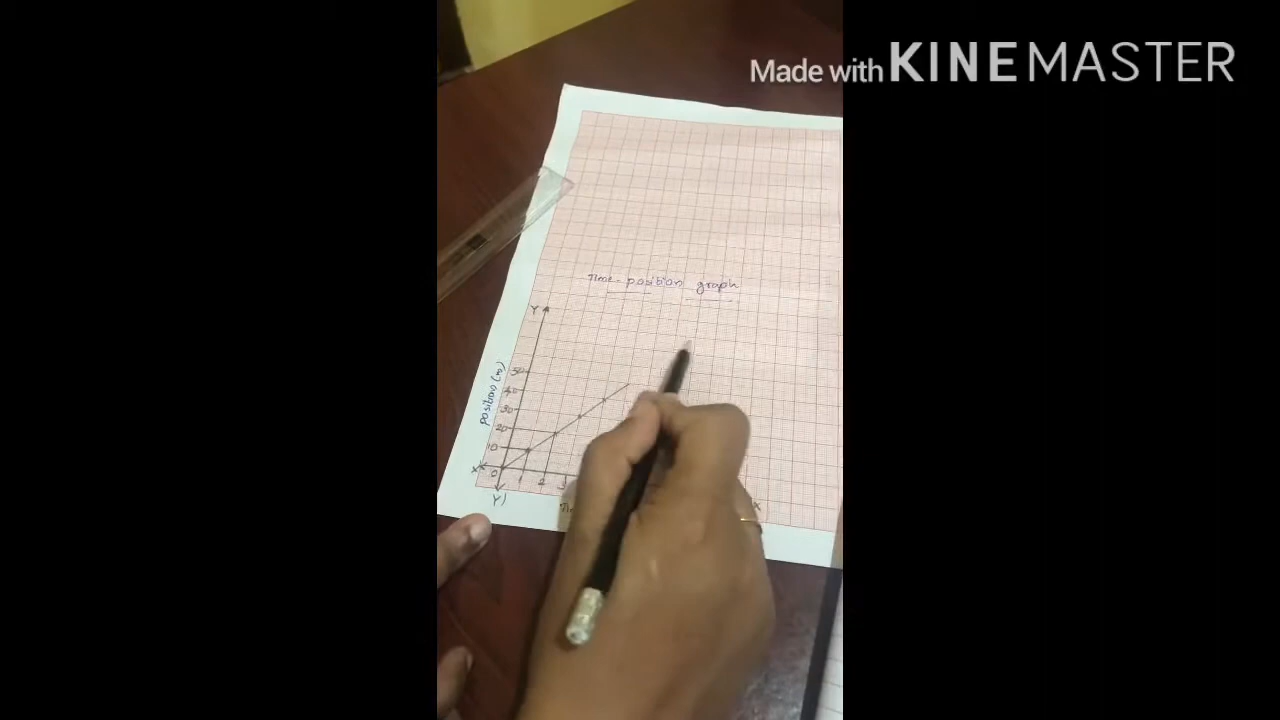 Made with KINEMASTER
Time-position graph
Y
position (m)
50
40
30
20
10
X'
0
1
2
3
X
Y)